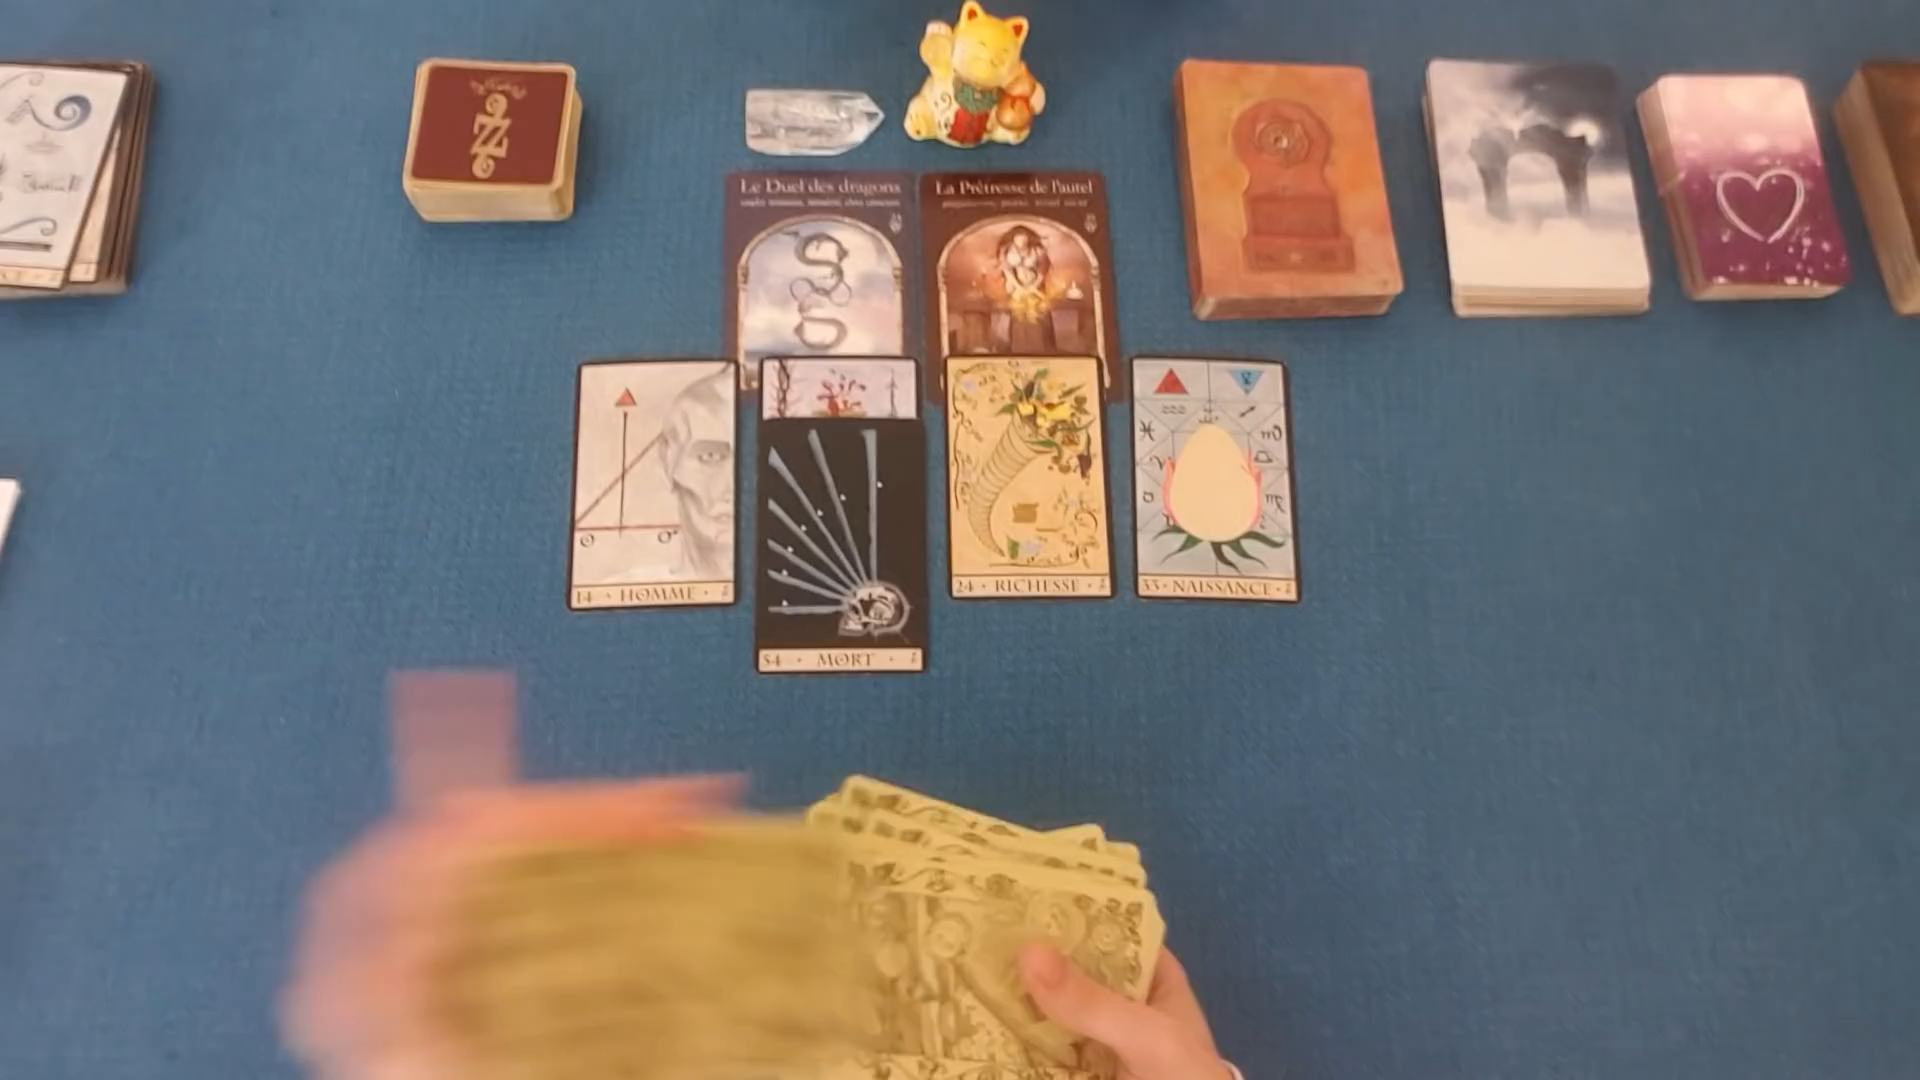 Le Duel des dragons
La Prêtresse de l'autel
14 • HOMME •
54 • MORT •
24 • RICHESSE •
33 • NAISSANCE •